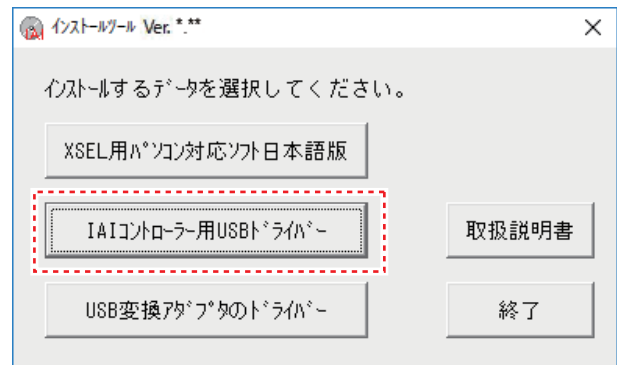 ｲﾝｽﾄｰﾙﾂｰﾙ Ver. *.**
ｲﾝｽﾄｰﾙするﾃﾞｰﾀを選択してください。
XSEL用ﾊﾟｿｺﾝ対応ｿﾌﾄ日本語版
IAIｺﾝﾄﾛｰﾗｰ用USBﾄﾞﾗｲﾊﾞｰ
取扱説明書
USB変換ｱﾀﾞﾌﾟﾀのﾄﾞﾗｲﾊﾞｰ
終了